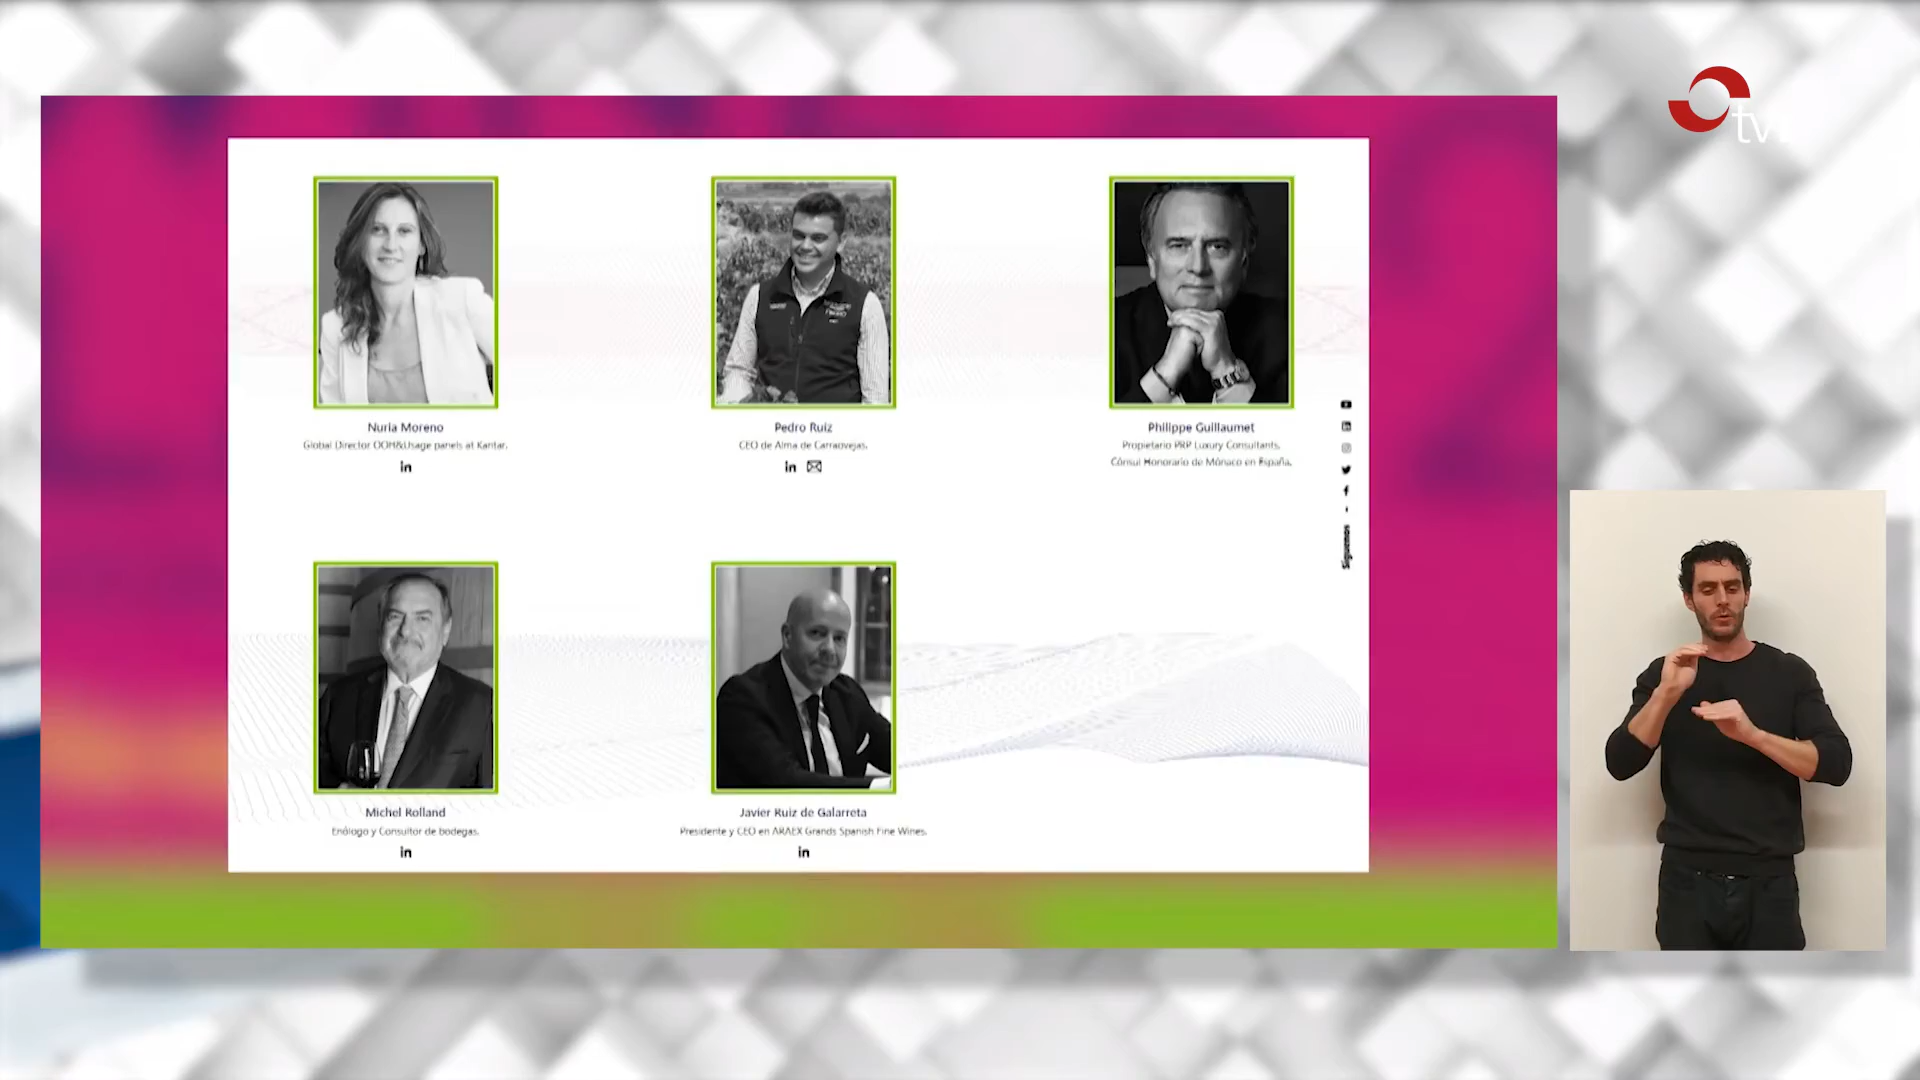 tv
Nuria Moreno
Global Director OOH&Usage panels at Kantar.
in
Pedro Ruiz
CEO de Alma de Carraovejas.
in
Philippe Guillaumet
Propietario PRP Luxury Consultants.
Cónsul Honorario de Mónaco en España.
Síguenos
Michel Rolland
Enólogo y Consultor de bodegas.
in
Javier Ruiz de Galarreta
Presidente y CEO en ARAEX Grands Spanish Fine Wines.
in